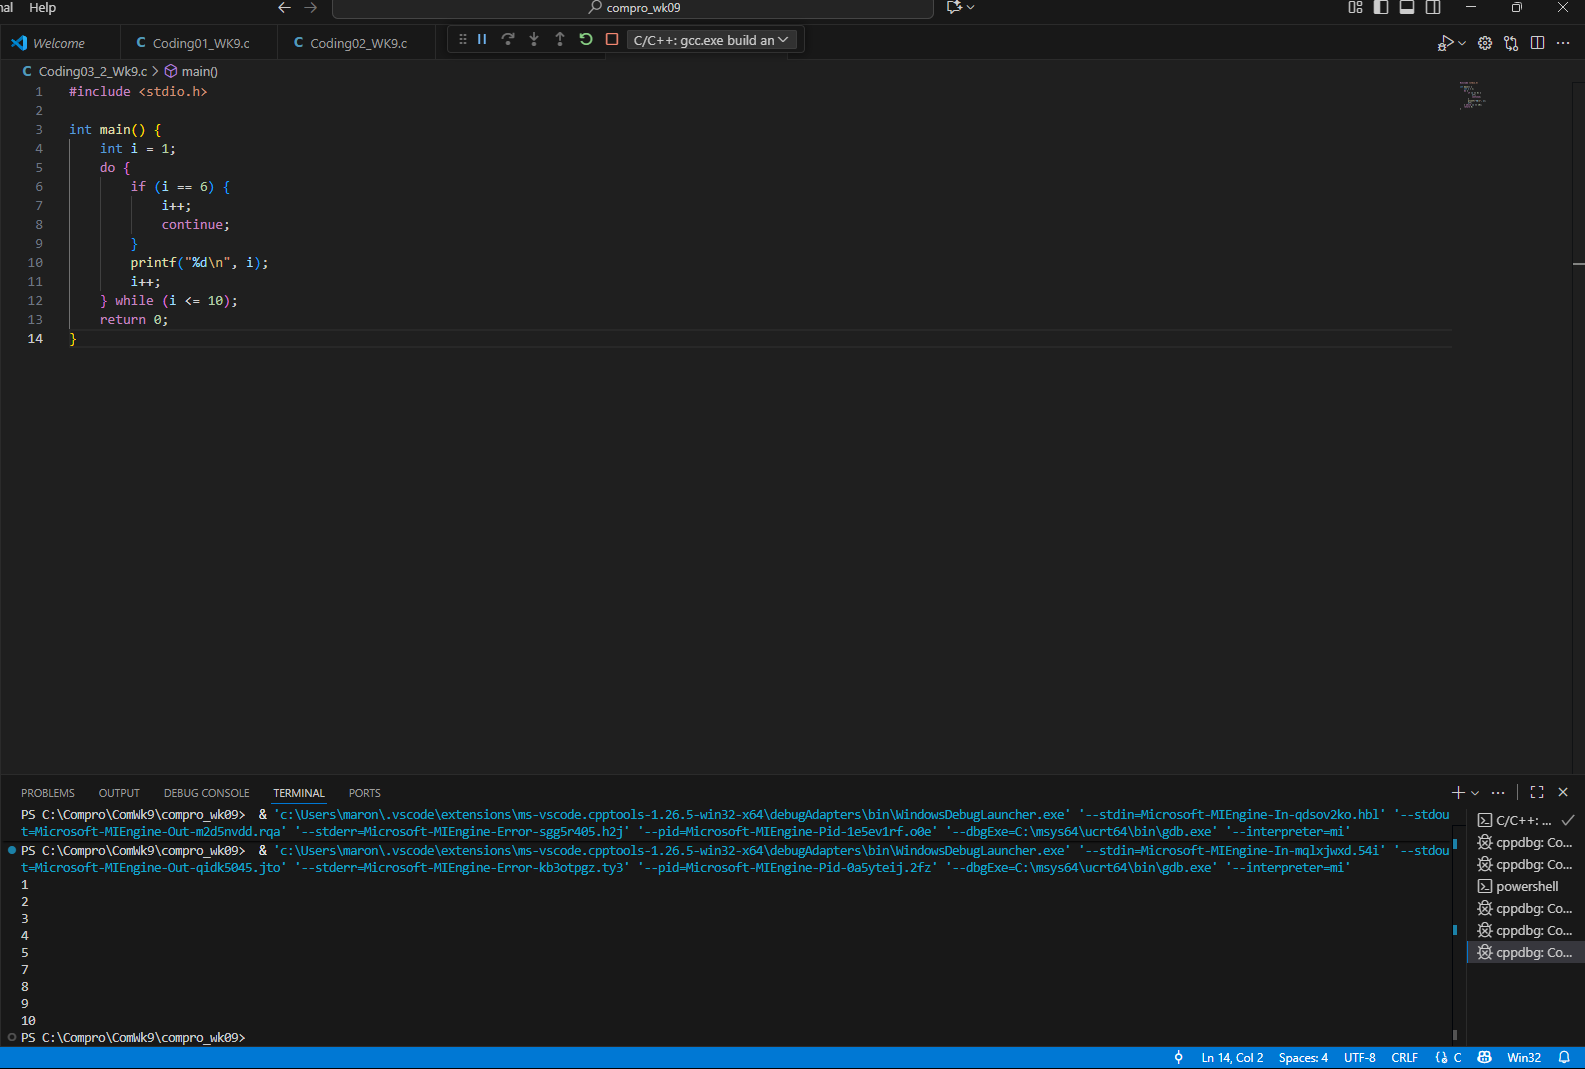 nal Help
compro_wk09
Welcome
Coding01_WK9.c
Coding02_WK9.c
C/C++: gcc.exe build an
Coding03_2_Wk9.c > main()
1 #include <stdio.h>
2
3 int main() {
4 int i = 1;
5 do {
6 if (i == 6) {
7 i++;
8 continue;
9 }
10 printf("%d\n", i);
11 i++;
12 } while (i <= 10);
13 return 0;
14 }
PROBLEMS OUTPUT DEBUG CONSOLE TERMINAL PORTS
PS C:\Compro\ComWk9\compro_wk09> & 'c:\Users\maron\.vscode\extensions\ms-vscode.cpptools-1.26.5-win32-x64\debugAdapters\bin\WindowsDebugLauncher.exe' '--stdin=Microsoft-MIEngine-In-qdsov2ko.hbl' '--stdou
t=Microsoft-MIEngine-Out-m2d5nvdd.rqa' '--stderr=Microsoft-MIEngine-Error-sgg5r405.h2j' '--pid=Microsoft-MIEngine-Pid-1e5ev1rf.o0e' '--dbgExe=C:\msys64\ucrt64\bin\gdb.exe' '--interpreter=mi'
PS C:\Compro\ComWk9\compro_wk09> & 'c:\Users\maron\.vscode\extensions\ms-vscode.cpptools-1.26.5-win32-x64\debugAdapters\bin\WindowsDebugLauncher.exe' '--stdin=Microsoft-MIEngine-In-mqlxjwxd.54i' '--stdou
t=Microsoft-MIEngine-Out-qidk5045.jto' '--stderr=Microsoft-MIEngine-Error-kb3otpgz.ty3' '--pid=Microsoft-MIEngine-Pid-0a5yteij.2fz' '--dbgExe=C:\msys64\ucrt64\bin\gdb.exe' '--interpreter=mi'
1
2
3
4
5
7
8
9
10
PS C:\Compro\ComWk9\compro_wk09>
C/C++: ...
cppdbg: Co...
cppdbg: Co...
powershell
cppdbg: Co...
cppdbg: Co...
cppdbg: Co...
Ln 14, Col 2 Spaces: 4 UTF-8 CRLF C Win32